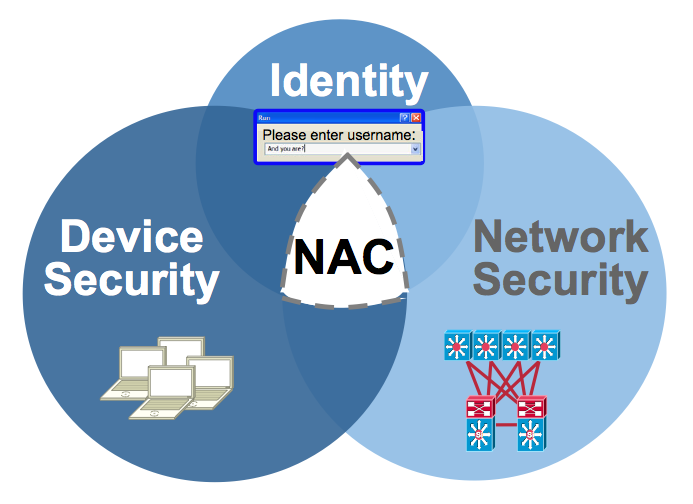 Identity
Run
Please enter username:
And you are?
Device
Security
NAC
Network
Security
S
S